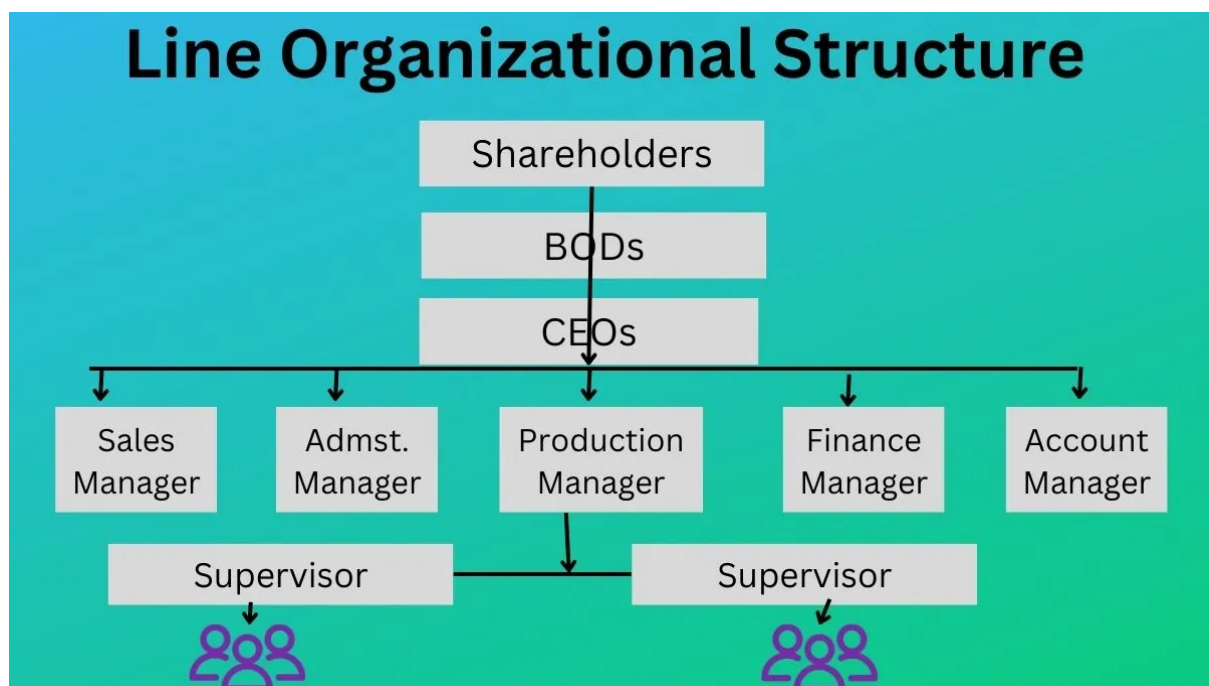 Line Organizational Structure
Shareholders
BODs
CEOs
Sales
Manager
Admst.
Manager
Production
Manager
Finance
Manager
Account
Manager
Supervisor
Supervisor